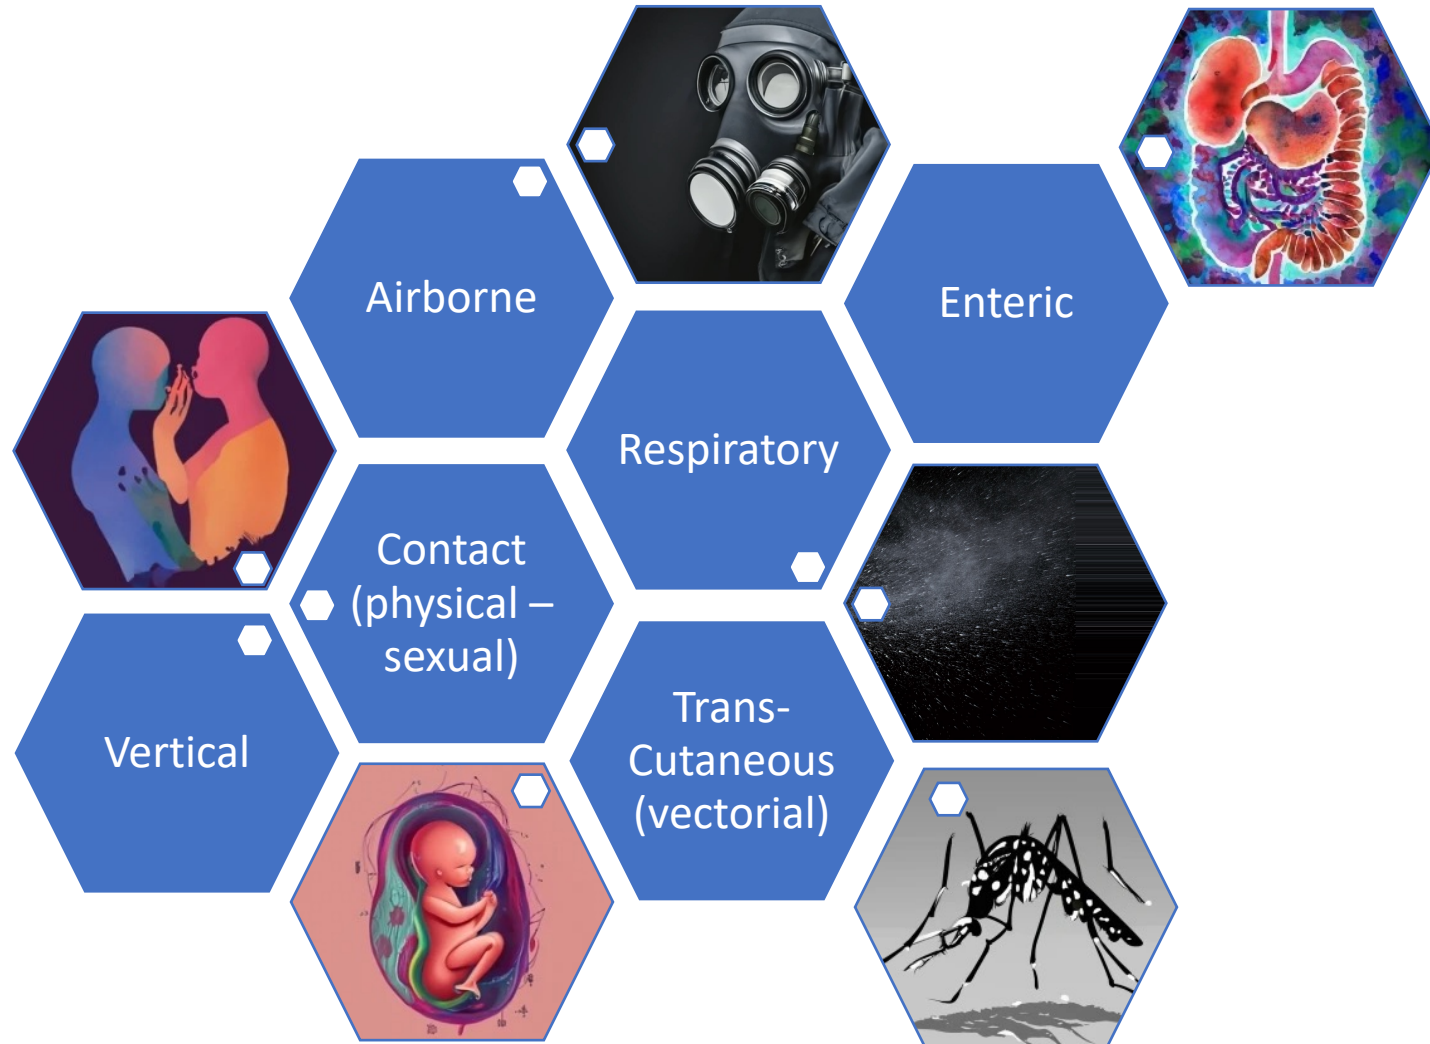 Airborne
Enteric
Respiratory
Contact
(physical –
sexual)
Vertical
Trans-
Cutaneous
(vectorial)